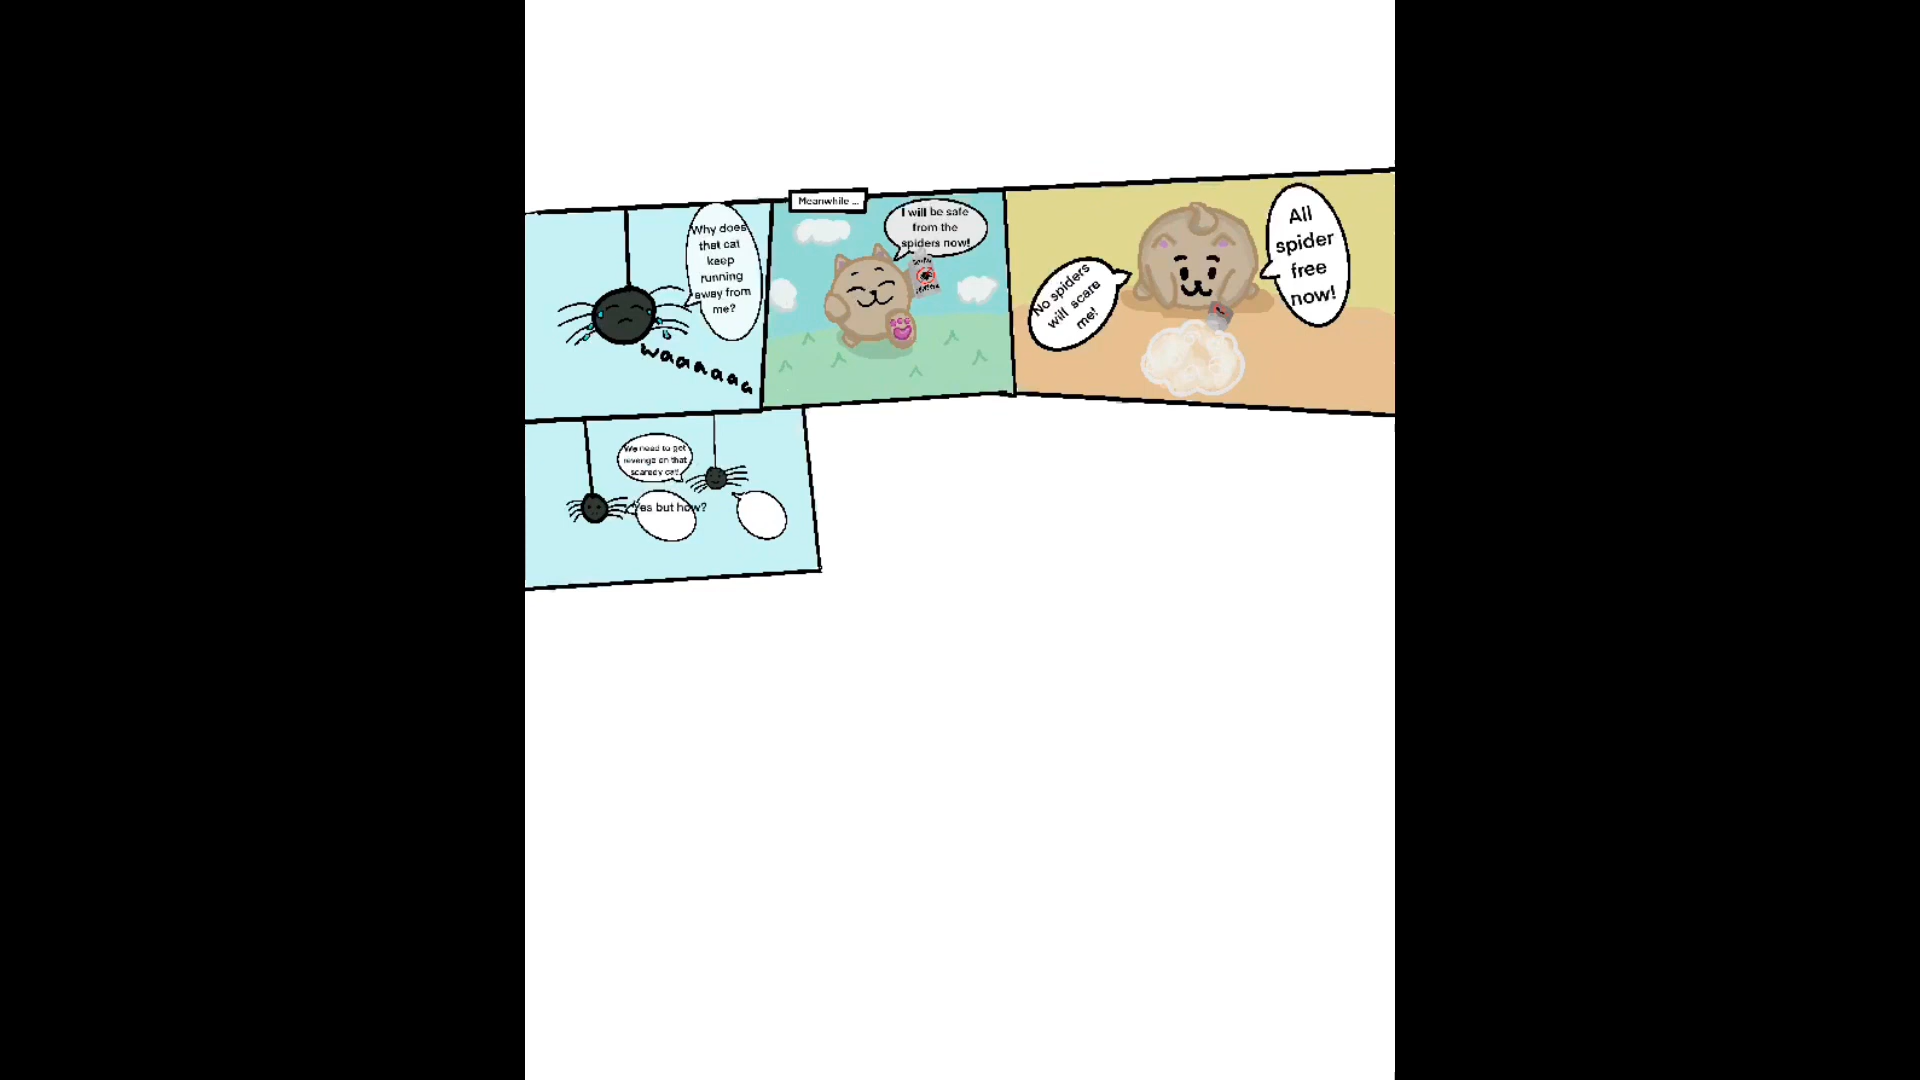 Why does
that cat
keep
running
away from
me?
waaaaaa
Meanwhile ...
I will be safe
from the
spiders now!
No spiders
will scare
me!
All
spider
free
now!
We need to get
revenge on that
scaredy cat!
Yes but how?